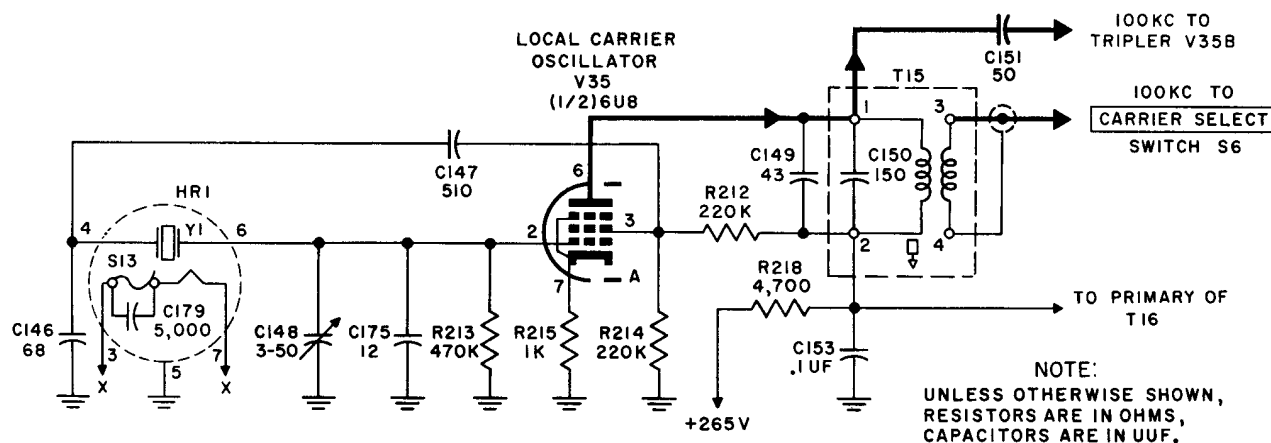 LOCAL CARRIER
OSCILLATOR
V35
(1/2)6U8
100KC TO
TRIPLER V35B
C151
50
T15
100KC TO
CARRIER SELECT
SWITCH S6
1
3
C147
510
6
C149
43
C150
150
HR1
4
Y1
6
2
3
R212
220K
2
4
S13
C179
5,000
7
A
R218
4,700
TO PRIMARY OF
T16
C146
68
3
7
X
5
X
C148
3-50
C175
12
R213
470K
R215
1K
R214
220K
C153
.1UF
+265V
NOTE:
UNLESS OTHERWISE SHOWN,
RESISTORS ARE IN OHMS,
CAPACITORS ARE IN UUF.